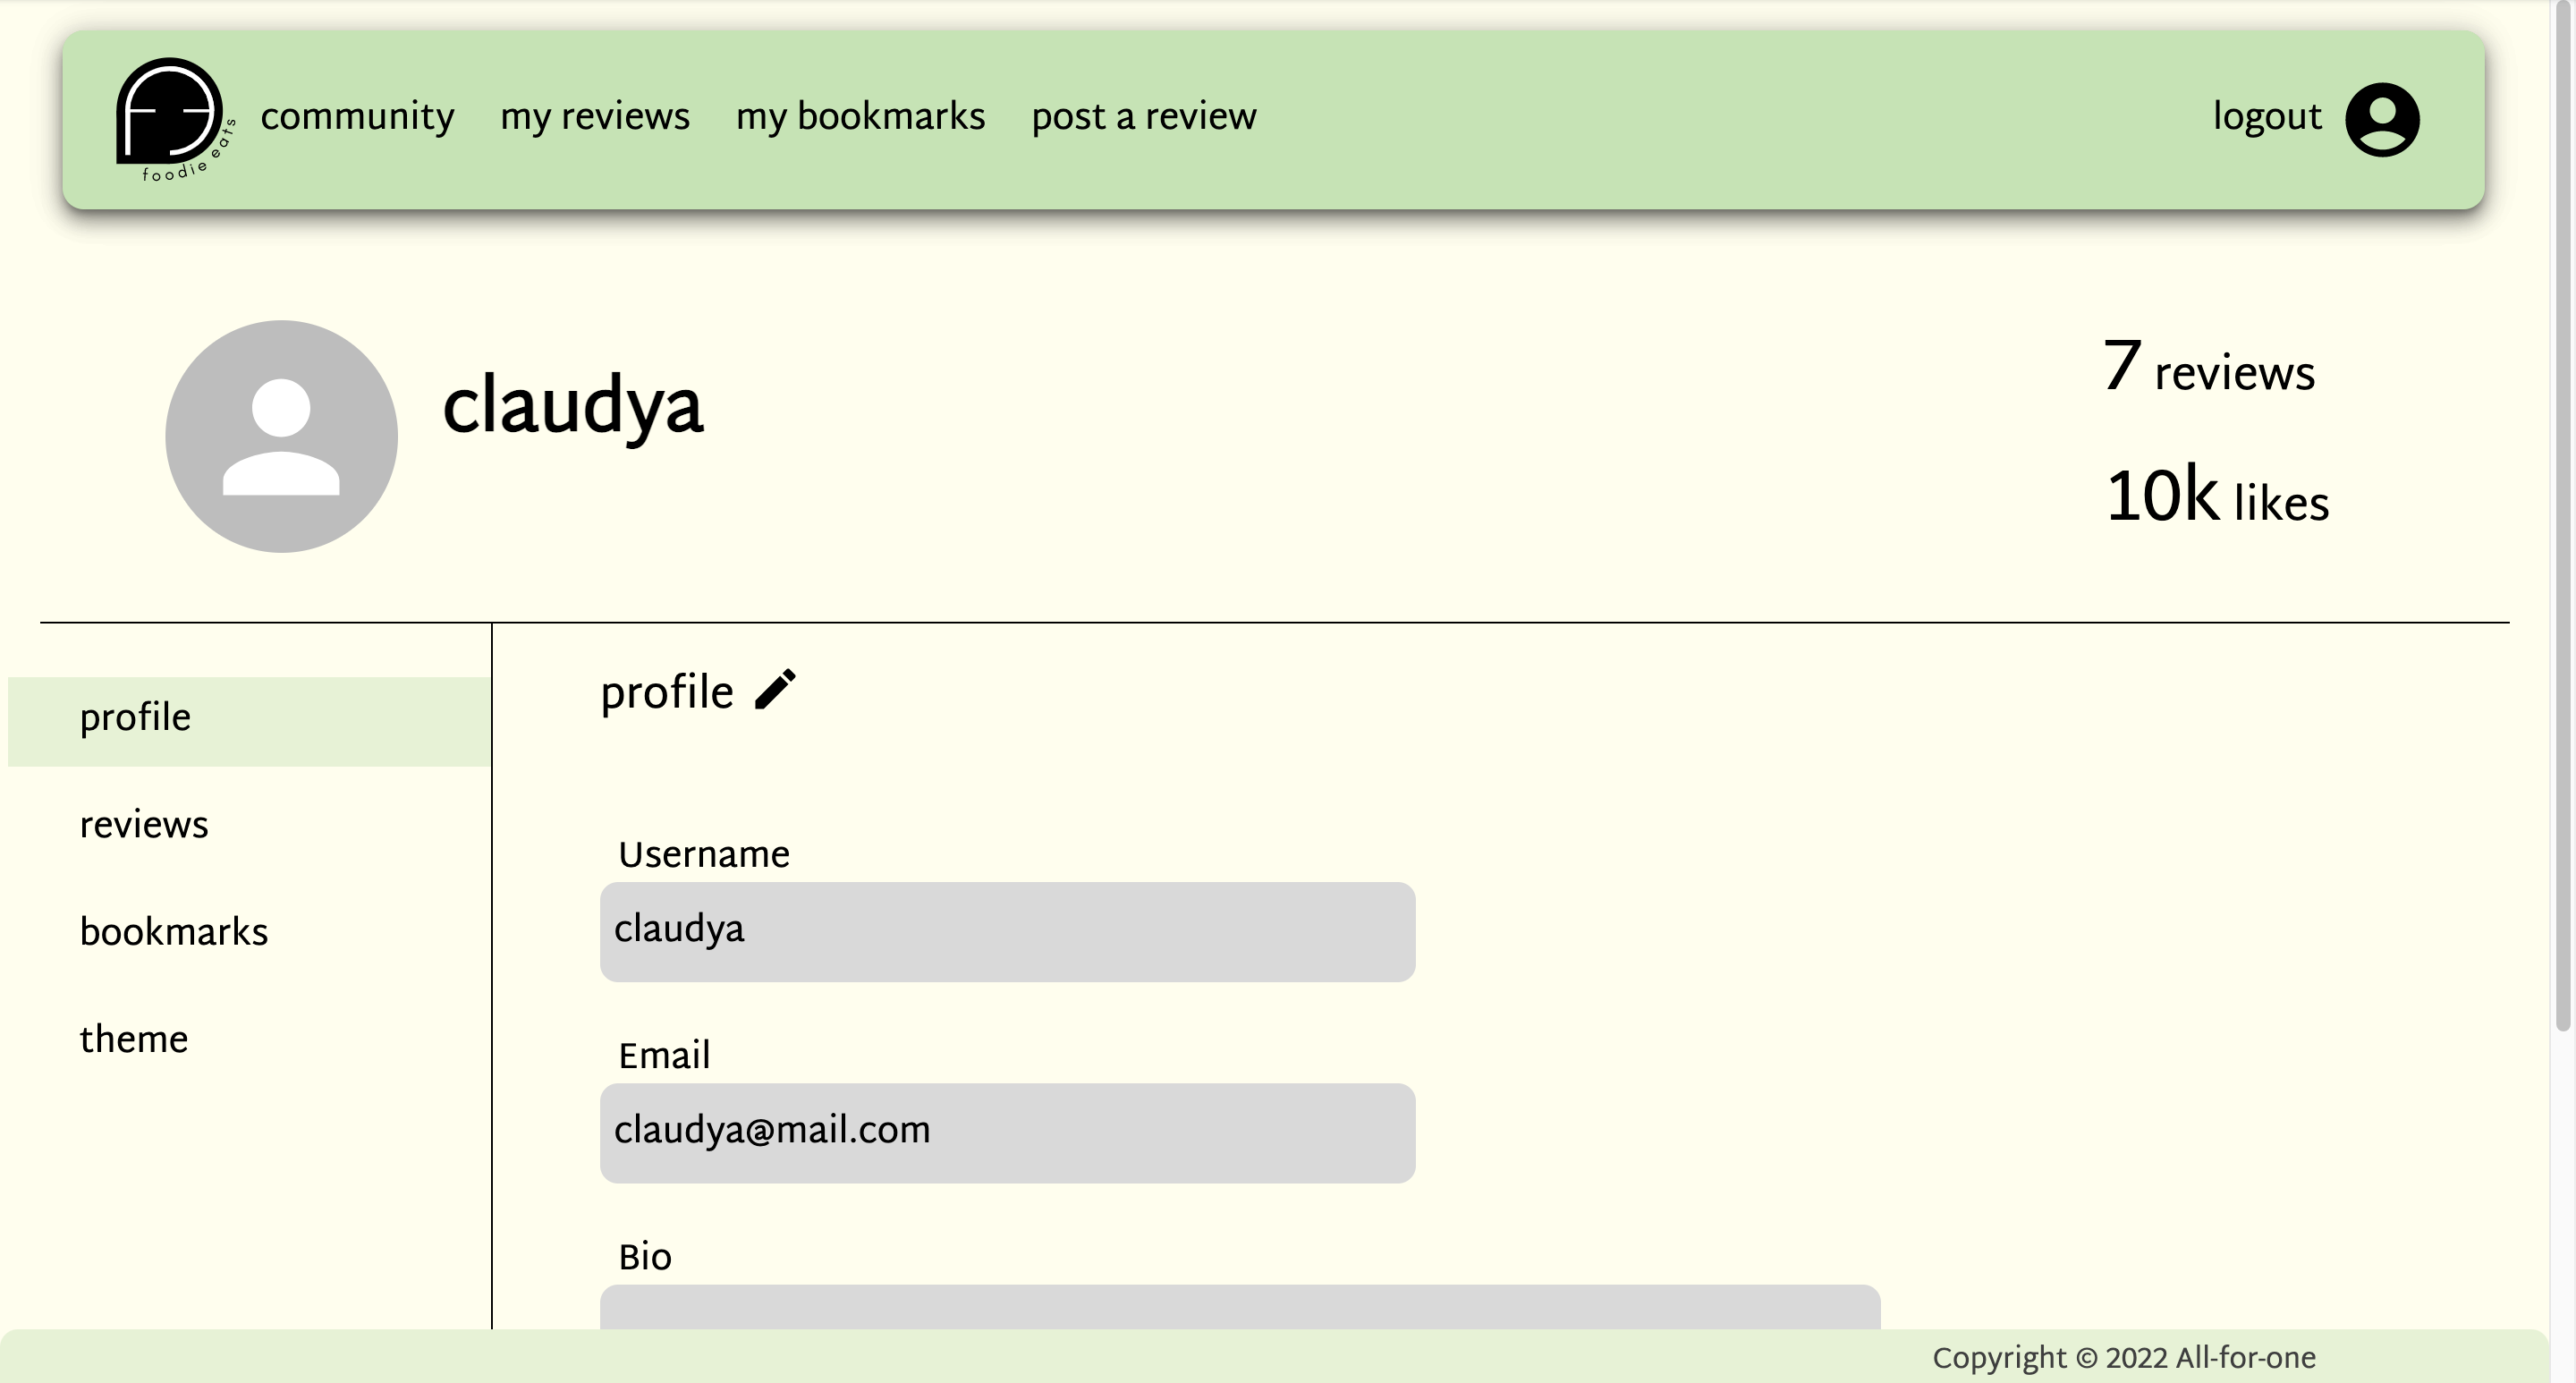 foodie eats
community my reviews my bookmarks post a review logout
claudya
7 reviews
10k likes
profile
reviews
bookmarks
theme
profile
Username
claudya
Email
claudya@mail.com
Bio
Copyright © 2022 All-for-one